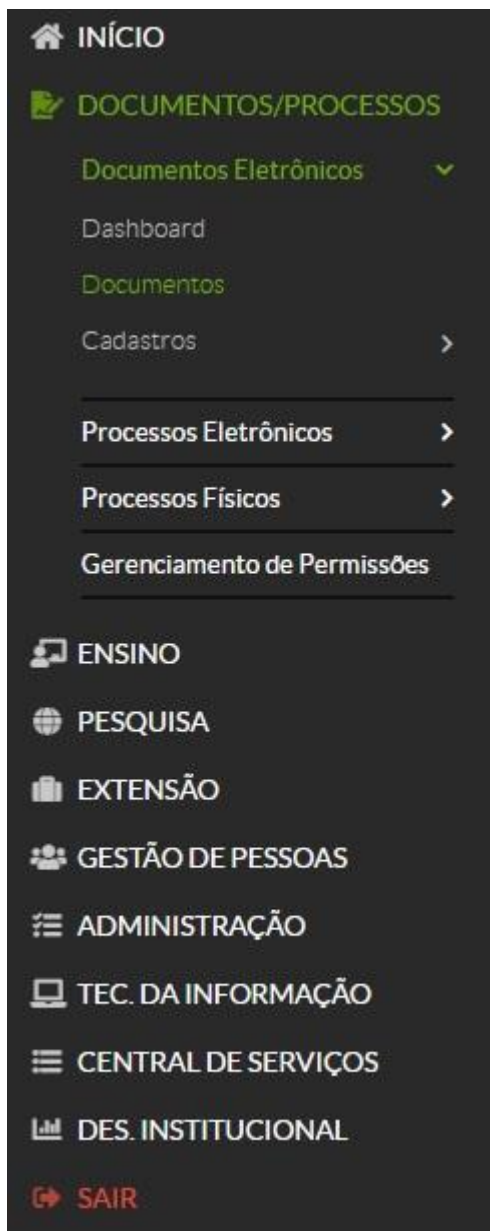 INÍCIO
DOCUMENTOS/PROCESSOS
Documentos Eletrônicos
Dashboard
Documentos
Cadastros
Processos Eletrônicos
Processos Físicos
Gerenciamento de Permissões
ENSINO
PESQUISA
EXTENSÃO
GESTÃO DE PESSOAS
ADMINISTRAÇÃO
TEC. DA INFORMAÇÃO
CENTRAL DE SERVIÇOS
DES. INSTITUCIONAL
SAIR